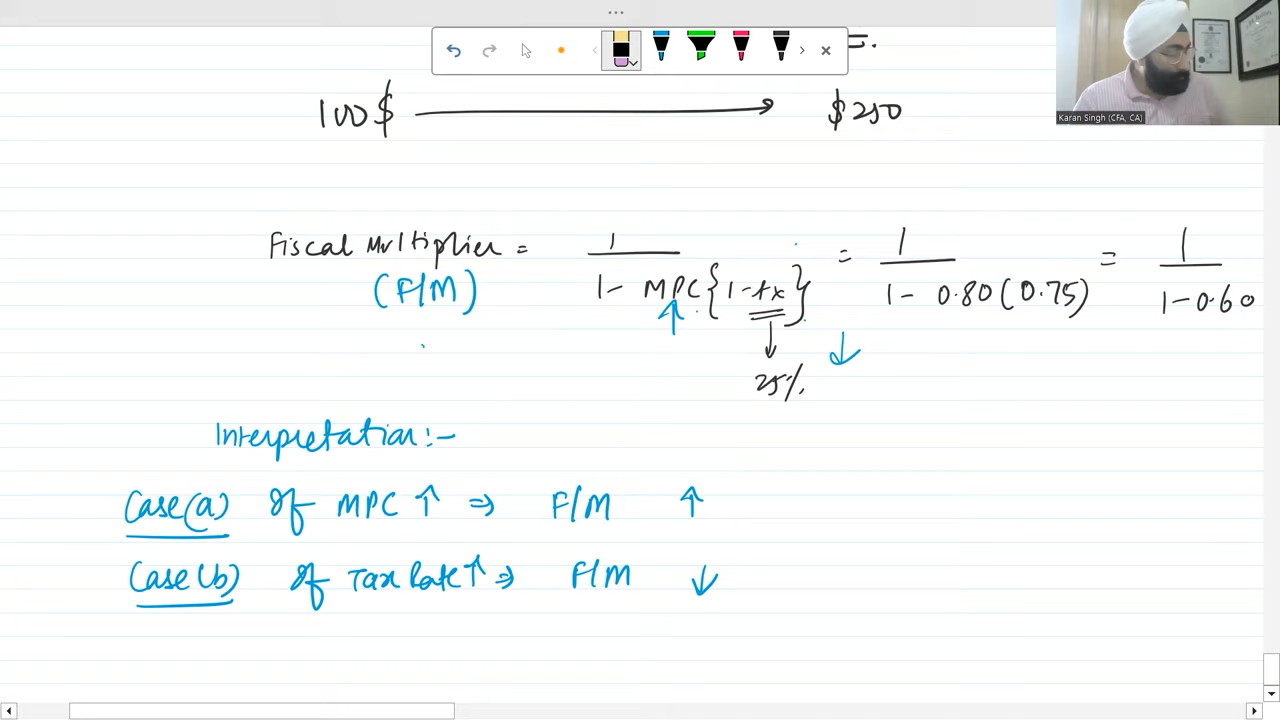 100$ → $250
Karan Singh (CFA, CA)
Fiscal Multiplier = 1 / 1 - MPC{1-tx} = 1 / 1 - 0.80(0.75) = 1 / 1-0.60
(F/M) ↑ ↓ ↓
25%
Interpretation:-
Case(a) If MPC ↑ ⇒ F/M ↑
Case(b) If Tax Rate ↑ ⇒ F/M ↓